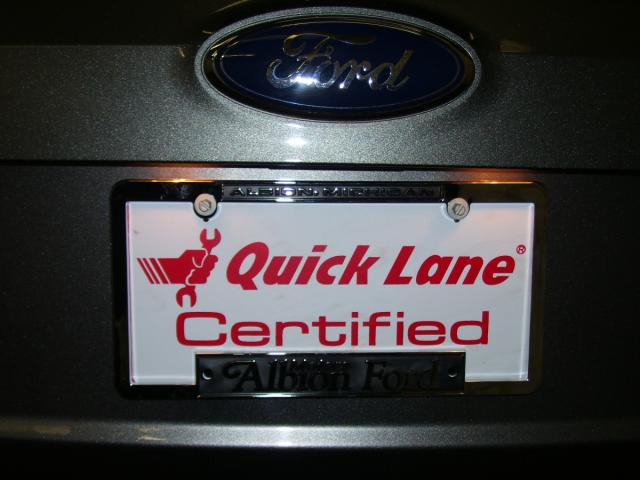 Ford
ALBION, MICHIGAN
Quick Lane®
Certified
Albion Ford